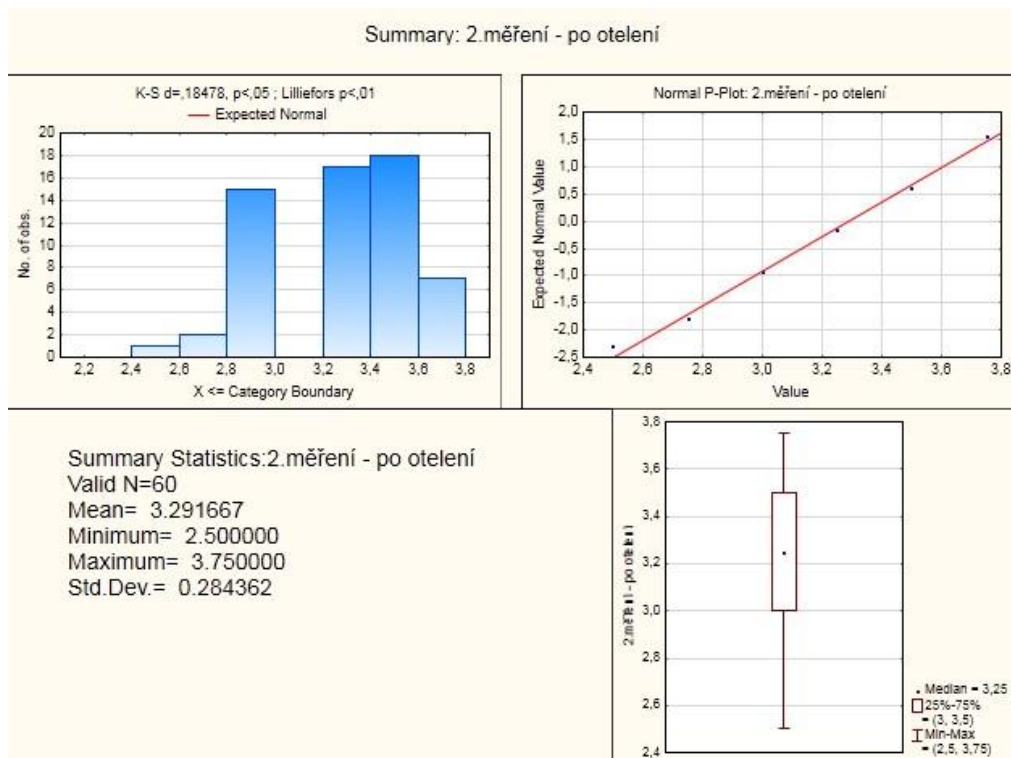 Summary: 2.měření - po otelení
K-S d=,18478, p<,05 ; Lilliefors p<,01
Expected Normal
No. of obs.
20
18
16
14
12
10
8
6
4
2
0
2,2 2,4 2,6 2,8 3,0 3,2 3,4 3,6 3,8
X <= Category Boundary
Normal P-Plot: 2.měření - po otelení
Expected Normal Value
2,0
1,5
1,0
0,5
0,0
-0,5
-1,0
-1,5
-2,0
-2,5
2,4 2,6 2,8 3,0 3,2 3,4 3,6 3,8
Value
Summary Statistics:2.měření - po otelení
Valid N=60
Mean= 3.291667
Minimum= 2.500000
Maximum= 3.750000
Std.Dev.= 0.284362
2.měření - po otelení
3,8
3,6
3,4
3,2
3,0
2,8
2,6
2,4
Median = 3,25
25%-75%
= (3, 3,5)
Min-Max
= (2,5, 3,75)